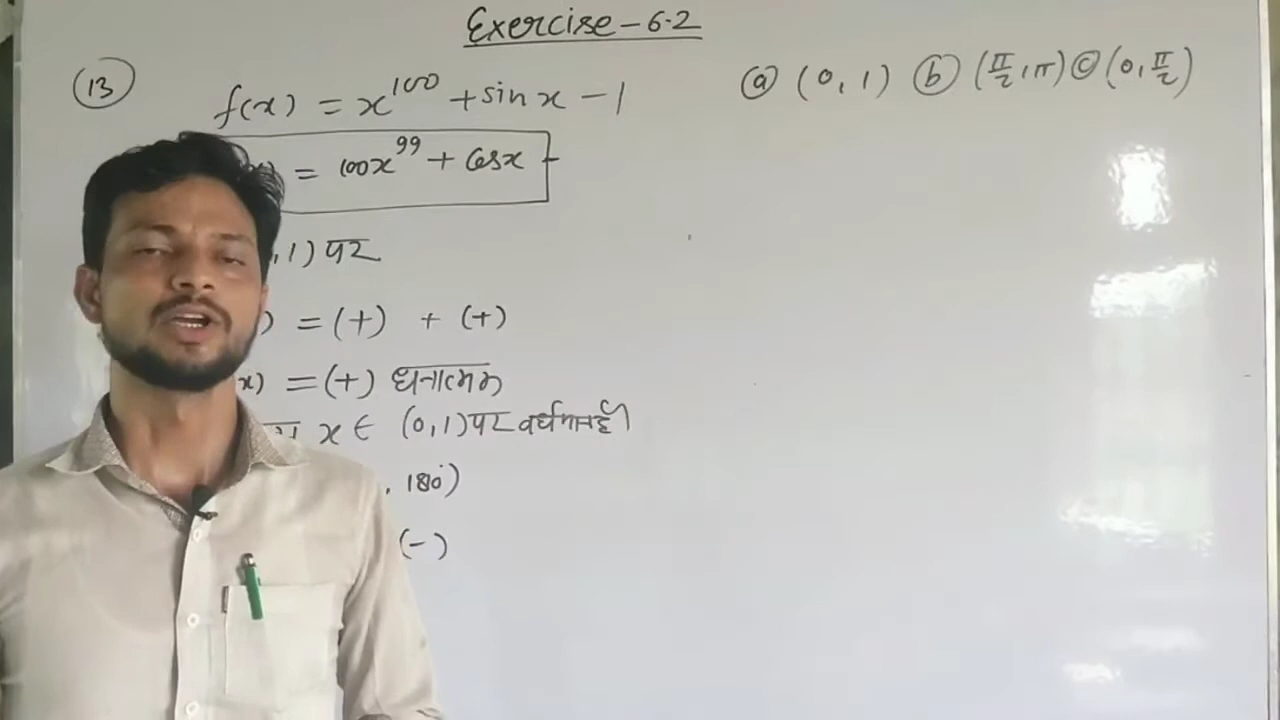 Exercise-6.2
(13) f(x) = x^100 + sin x - 1
(a) (0, 1) (b) (π/2, π) (c) (0, π/2)
= 100x^99 + Cos x
, 1) पर
) = (+) + (+)
x) = (+) धनात्मक
x ∈ (0, 1) पर वर्धमान है।
, 180°)
(-)